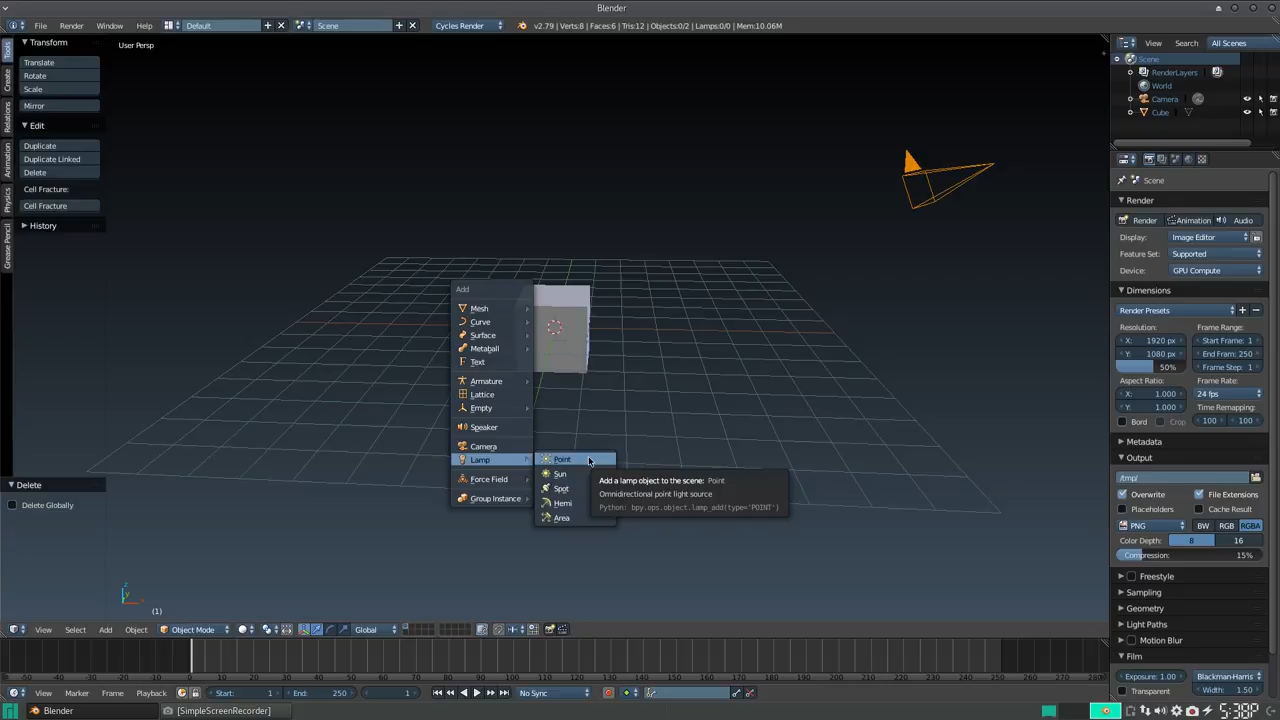 Blender
File Render Window Help Default Scene Cycles Render v2.79 | Verts:8 | Faces:6 | Tris:12 | Objects:0/2 | Lamps:0/0 | Mem:10.06M
Tools
Create
Relations
Animation
Physics
Grease Pencil
Transform
Translate
Rotate
Scale
Mirror
Edit
Duplicate
Duplicate Linked
Delete
Cell Fracture:
Cell Fracture
History
Delete
Delete Globally
User Persp
Add
Mesh
Curve
Surface
Metaball
Text
Armature
Lattice
Empty
Speaker
Camera
Lamp
Force Field
Group Instance
Point
Sun
Spot
Hemi
Area
Add a lamp object to the scene: Point
Omnidirectional point light source
Python: bpy.ops.object.lamp_add(type='POINT')
z
y
x
(1)
View Select Add Object Object Mode Global
View Search All Scenes
Scene
RenderLayers
World
Camera
Cube
Scene
Render
Render Animation Audio
Display: Image Editor
Feature Set: Supported
Device: GPU Compute
Dimensions
Render Presets
Resolution: Frame Range:
X: 1920 px Start Frame: 1
Y: 1080 px End Fram: 250
50% Frame Step: 1
Aspect Ratio: Frame Rate:
X: 1.000 24 fps
Y: 1.000 Time Remapping:
Bord Crop 100 100
Metadata
Output
/tmp/
Overwrite File Extensions
Placeholders Cache Result
PNG BW RGB RGBA
Color Depth: 8 16
Compression: 15%
Freestyle
Sampling
Geometry
Light Paths
Motion Blur
Film
Exposure: 1.00 Blackman-Harris
Transparent Width: 1.50
View Marker Frame Playback Start: 1 End: 250 1 No Sync
Blender [SimpleScreenRecorder]